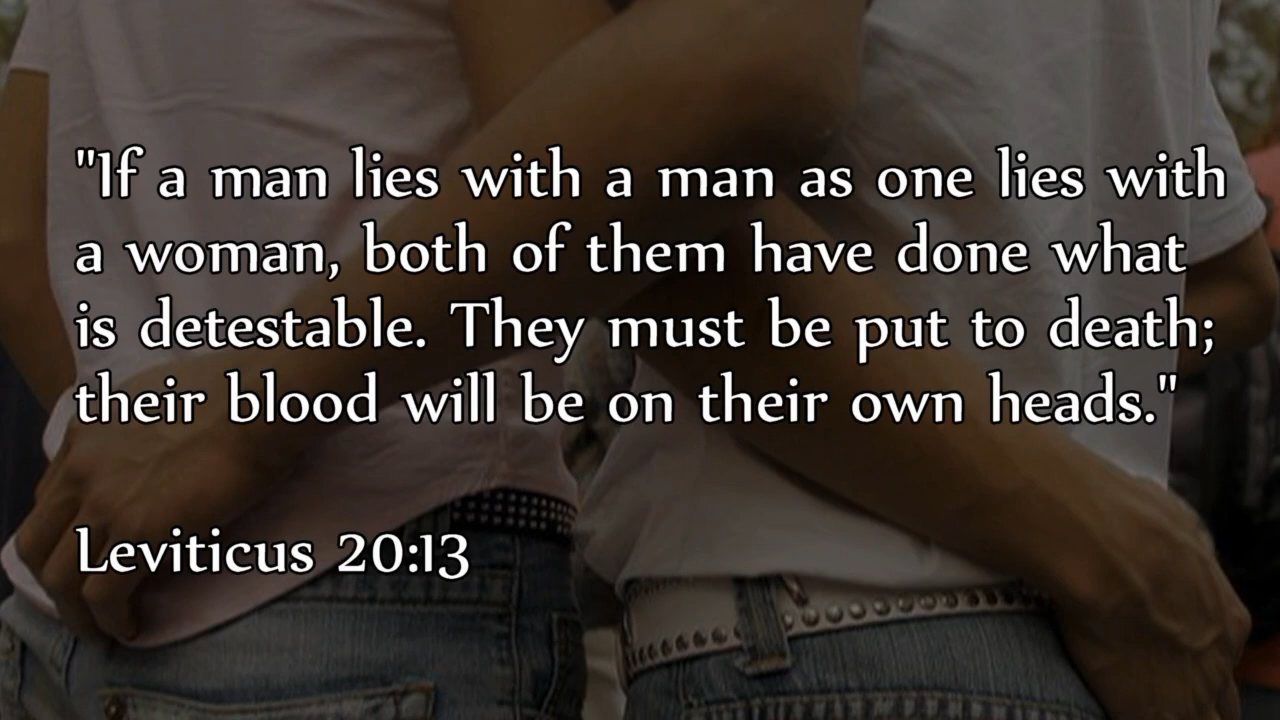 "If a man lies with a man as one lies with
a woman, both of them have done what
is detestable. They must be put to death;
their blood will be on their own heads."
Leviticus 20:13